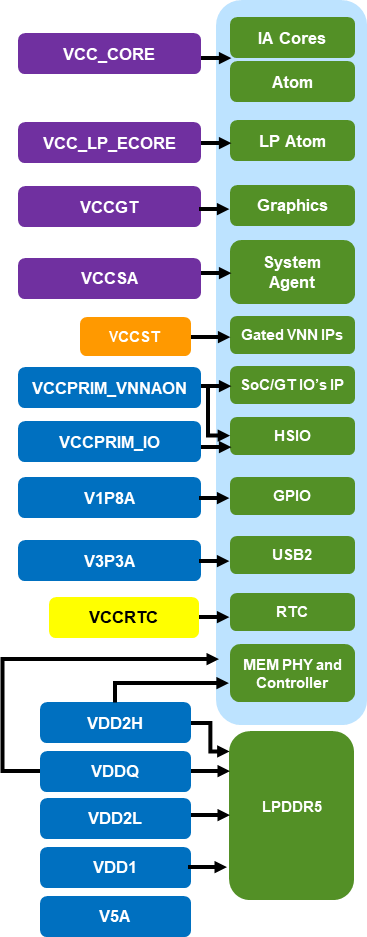 VCC_CORE
IA Cores
Atom
VCC_LP_ECORE
LP Atom
VCCGT
Graphics
VCCSA
System
Agent
VCCST
Gated VNN IPs
VCCPRIM_VNNAON
SoC/GT IO's IP
VCCPRIM_IO
HSIO
V1P8A
GPIO
V3P3A
USB2
VCCRTC
RTC
MEM PHY and
Controller
VDD2H
VDDQ
VDD2L
VDD1
V5A
LPDDR5